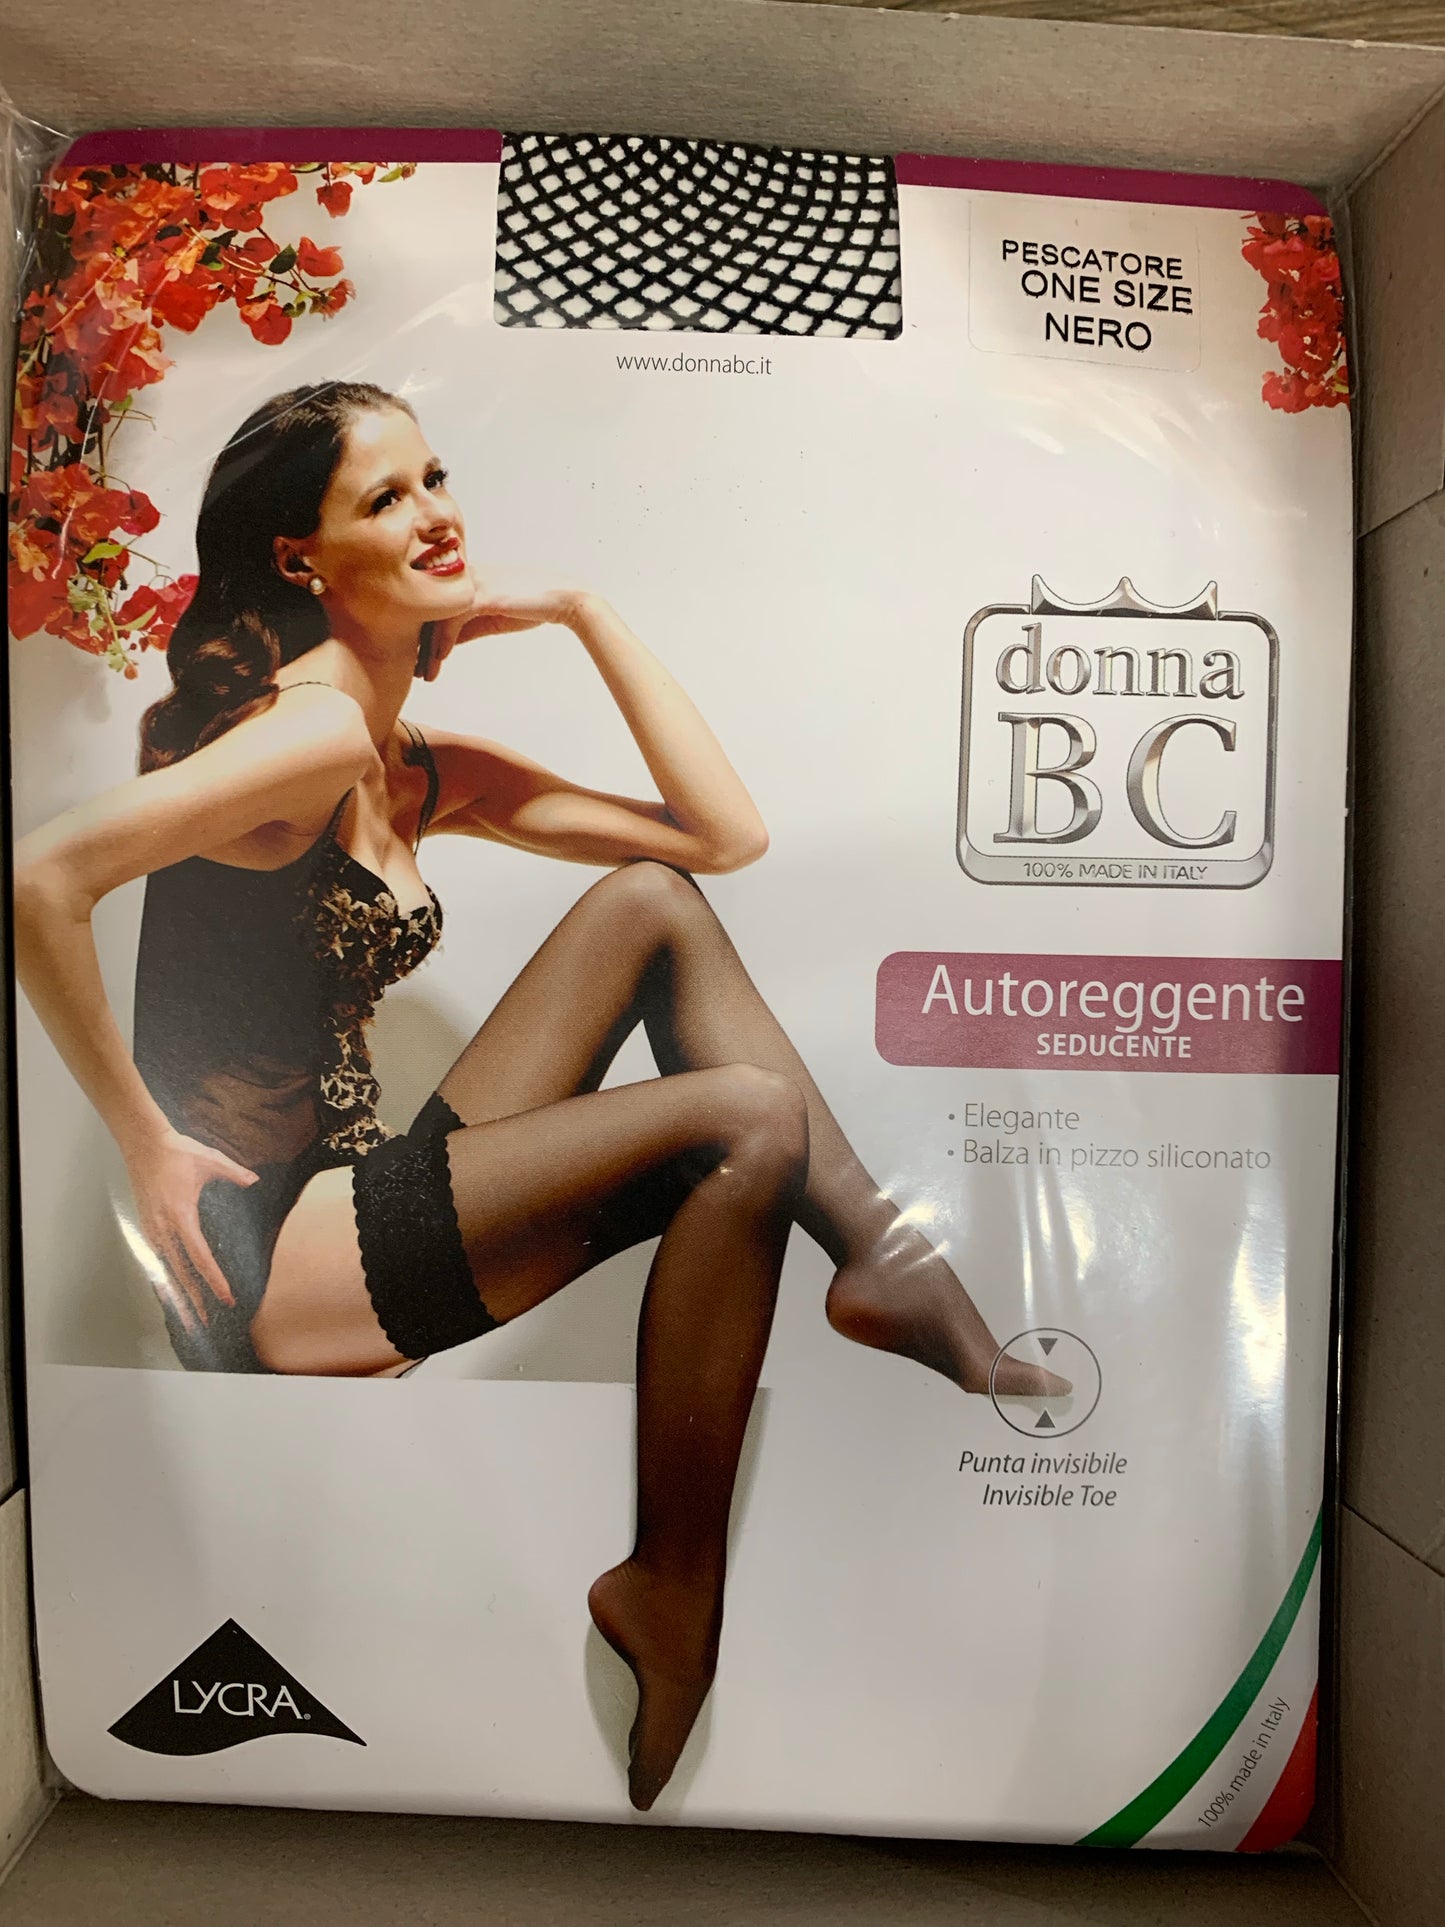 PESCATORE
ONE SIZE
NERO
www.donnabc.it
donna
BC
100% MADE IN ITALY
Autoreggente
SEDUCENTE
• Elegante
• Balza in pizzo siliconato
Punta invisibile
Invisible Toe
LYCRA®
100% made in Italy